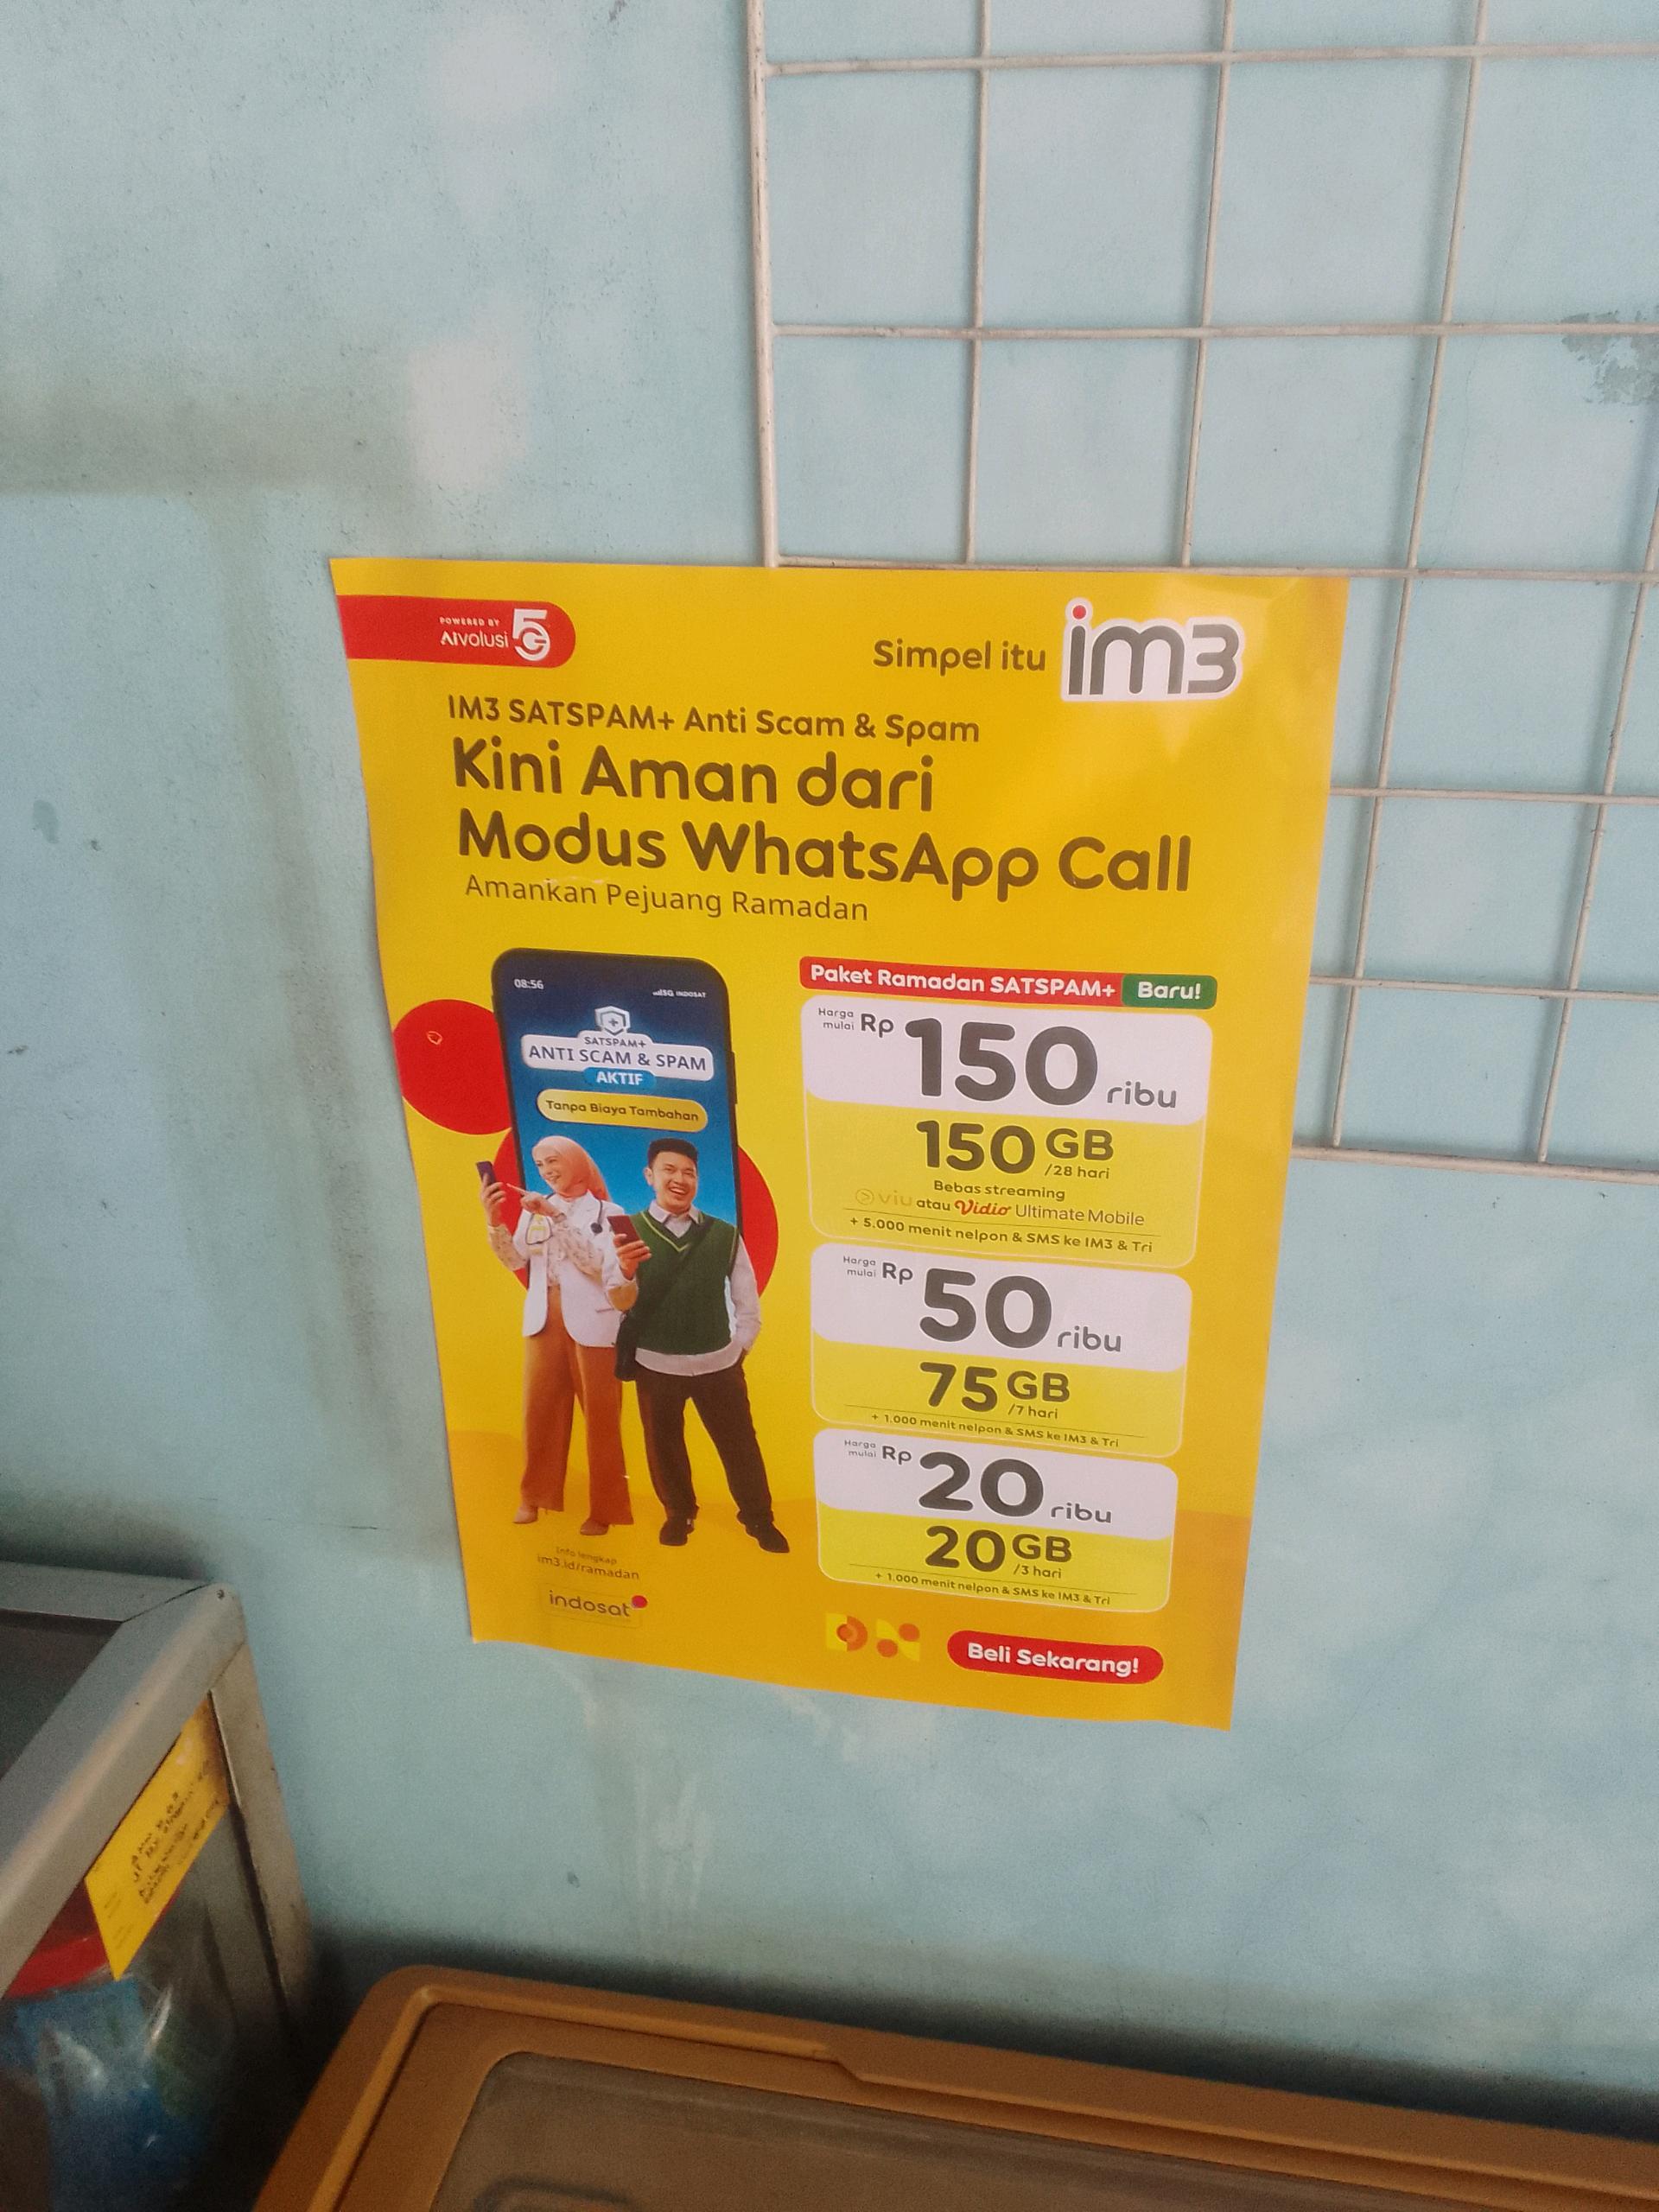 POWERED BY
AIvolusi 5G
Simpel itu im3
IM3 SATSPAM+ Anti Scam & Spam
Kini Aman dari
Modus WhatsApp Call
Amankan Pejuang Ramadan
08:56
5G INDOSAT
SATSPAM+
ANTI SCAM & SPAM
AKTIF
Tanpa Biaya Tambahan
Info lengkap
im3.id/ramadan
indosat
Paket Ramadan SATSPAM+ Baru!
Harga mulai Rp 150 ribu
150 GB /28 hari
Bebas streaming
viu atau Vidio Ultimate Mobile
+ 5.000 menit nelpon & SMS ke IM3 & Tri
Harga mulai Rp 50 ribu
75 GB /7 hari
+ 1.000 menit nelpon & SMS ke IM3 & Tri
Harga mulai Rp 20 ribu
20 GB /3 hari
+ 1.000 menit nelpon & SMS ke IM3 & Tri
Beli Sekarang!